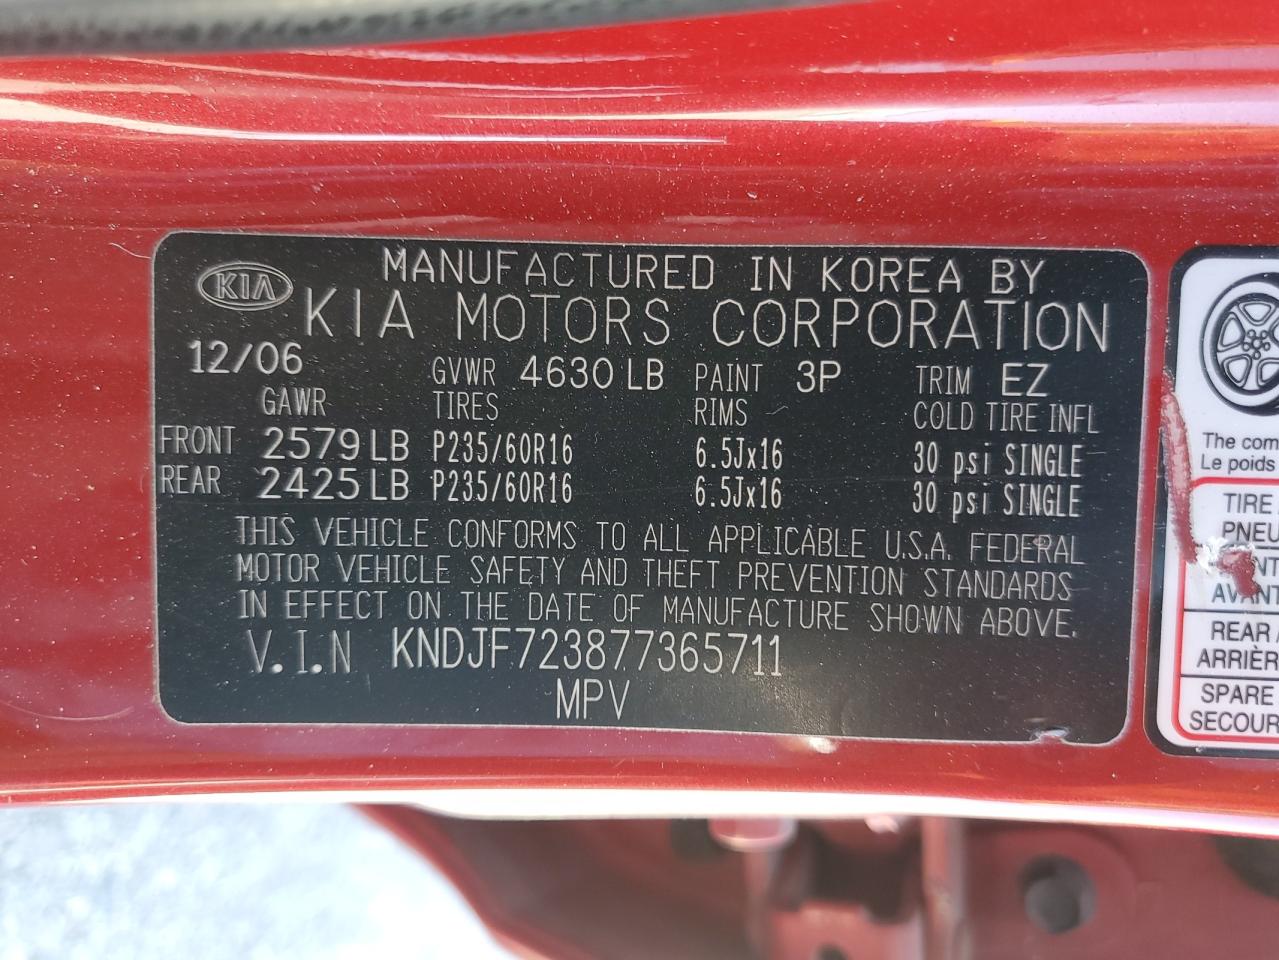 KIA
MANUFACTURED IN KOREA BY
KIA MOTORS CORPORATION
12/06 GVWR 4630 LB PAINT 3P TRIM EZ
GAWR TIRES RIMS COLD TIRE INFL
FRONT 2579 LB P235/60R16 6.5Jx16 30 psi SINGLE
REAR 2425 LB P235/60R16 6.5Jx16 30 psi SINGLE
THIS VEHICLE CONFORMS TO ALL APPLICABLE U.S.A. FEDERAL
MOTOR VEHICLE SAFETY AND THEFT PREVENTION STANDARDS
IN EFFECT ON THE DATE OF MANUFACTURE SHOWN ABOVE.
V.I.N KNDJF723877365711
MPV
The com
Le poids
TIRE
PNEU
AVANT
REAR
ARRIÈR
SPARE
SECOUR